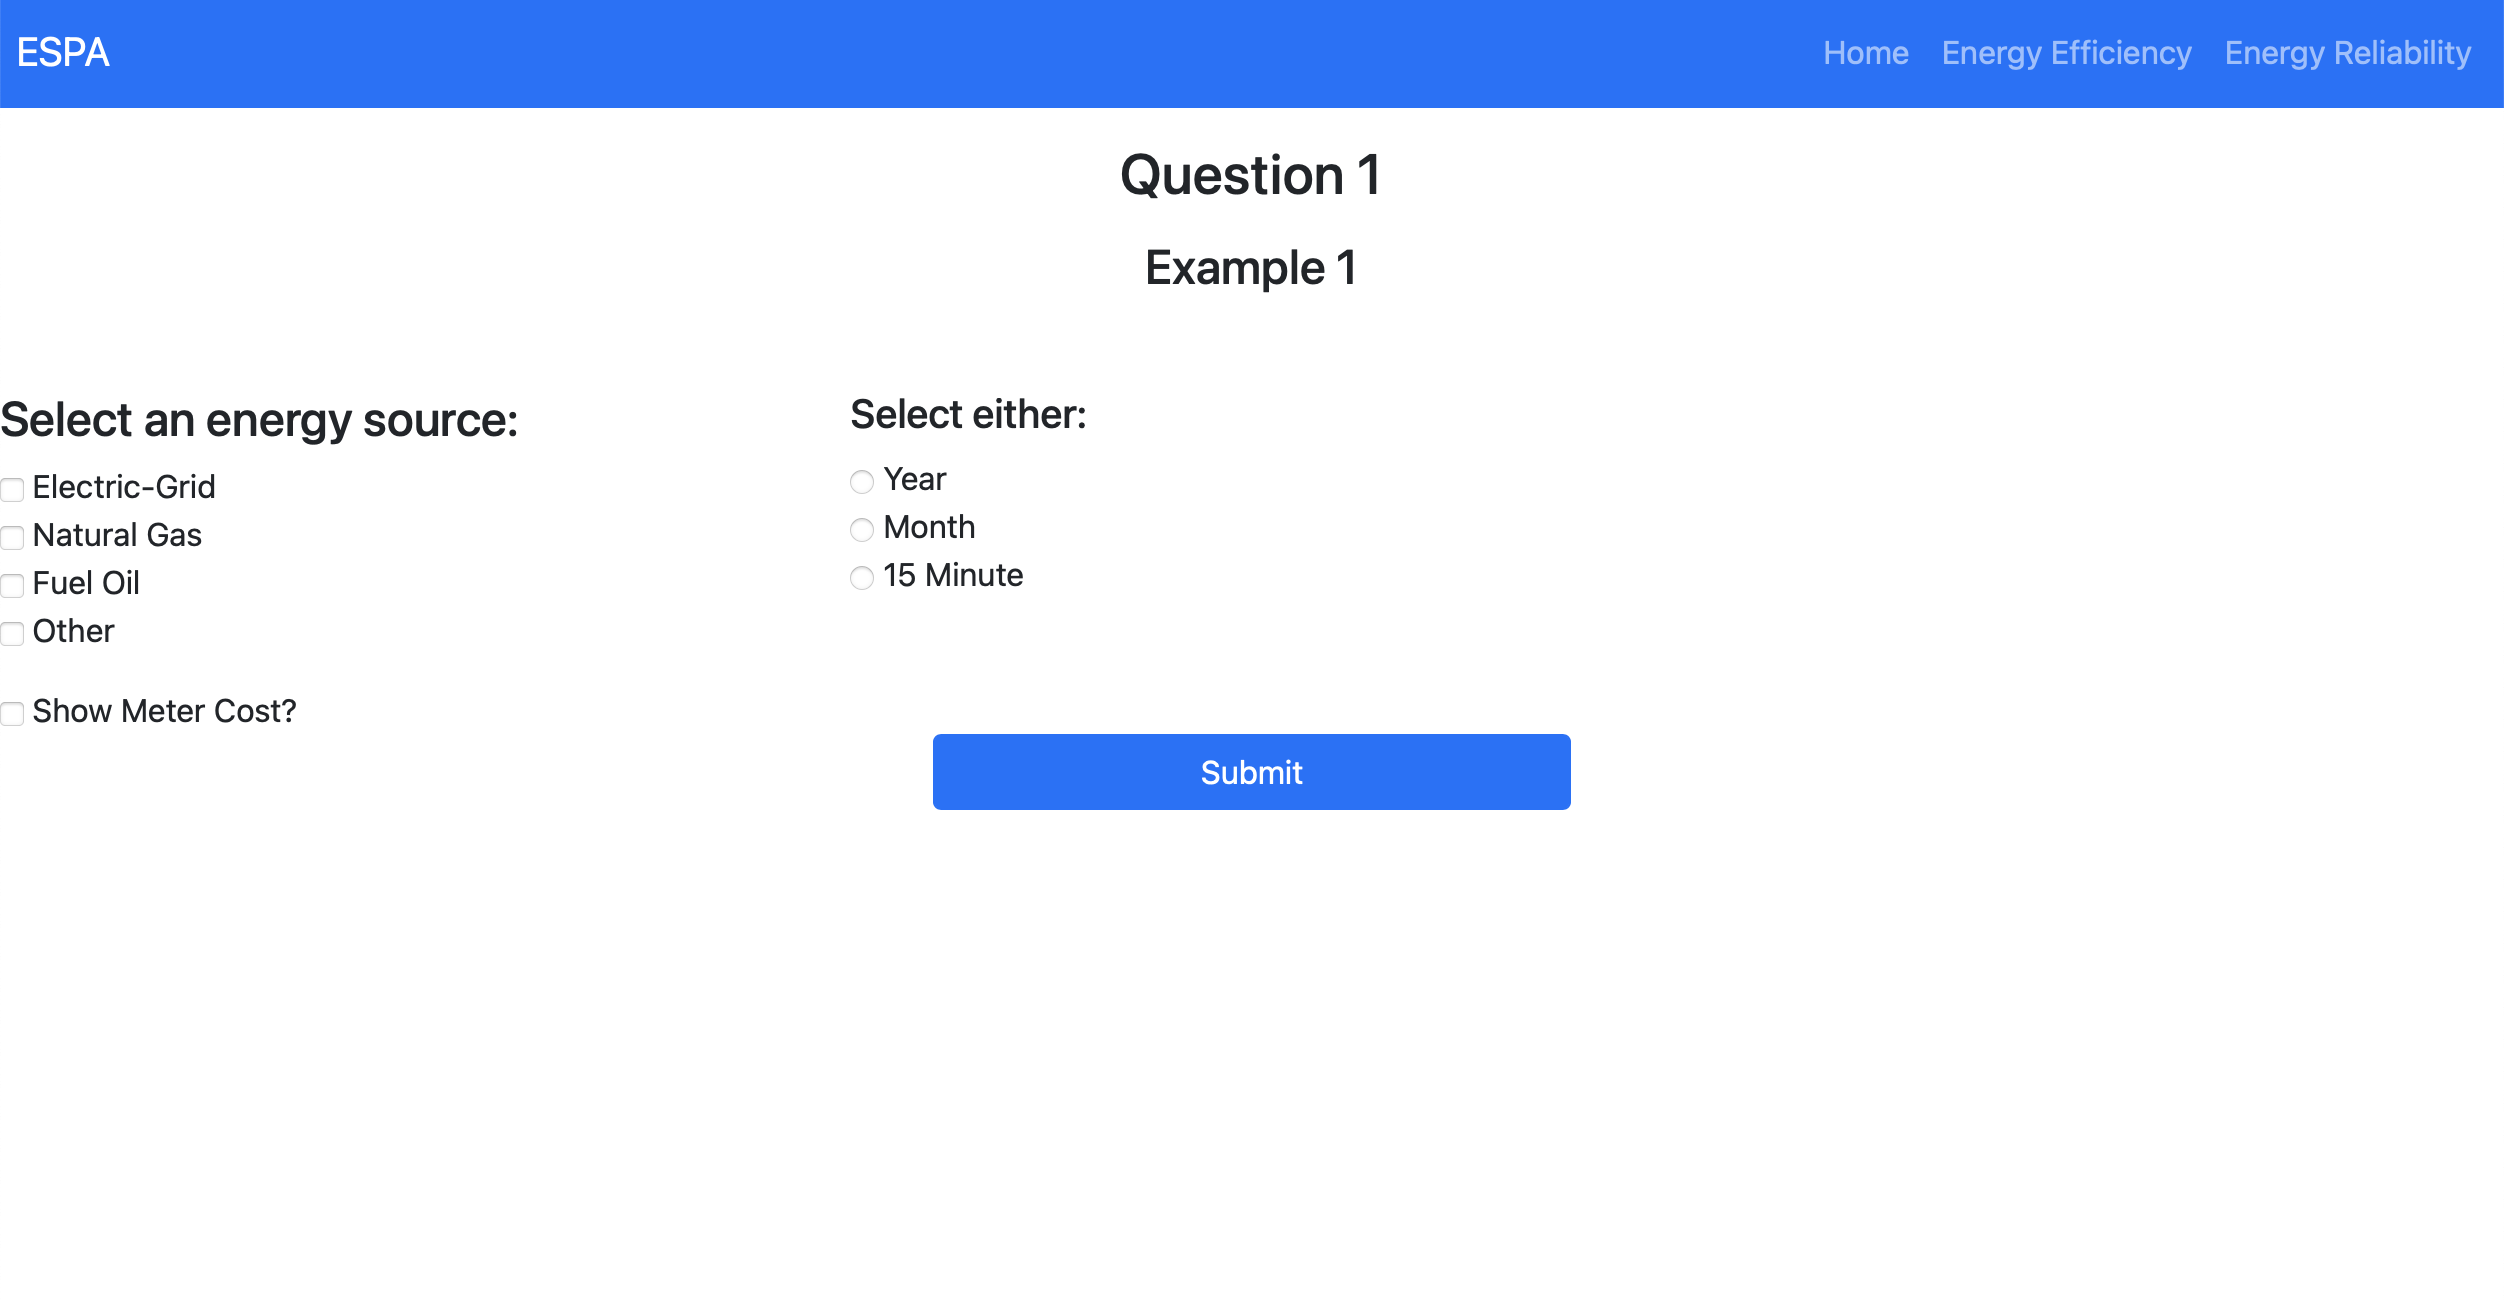 ESPA
Home Energy Efficiency Energy Reliability
Question 1
Example 1
Select an energy source:
Electric-Grid
Natural Gas
Fuel Oil
Other
Show Meter Cost?
Select either:
Year
Month
15 Minute
Submit